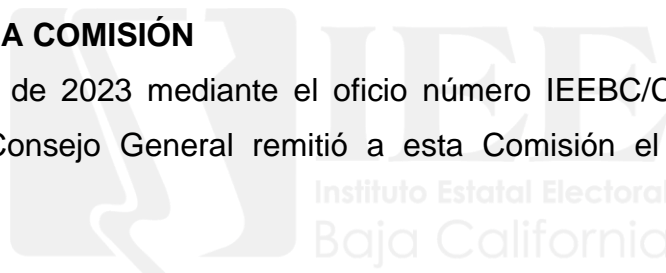 A COMISIÓN
de 2023 mediante el oficio número IEEBC/C
Consejo General remitió a esta Comisión el
IEE
Instituto Estatal Electoral
Baja California